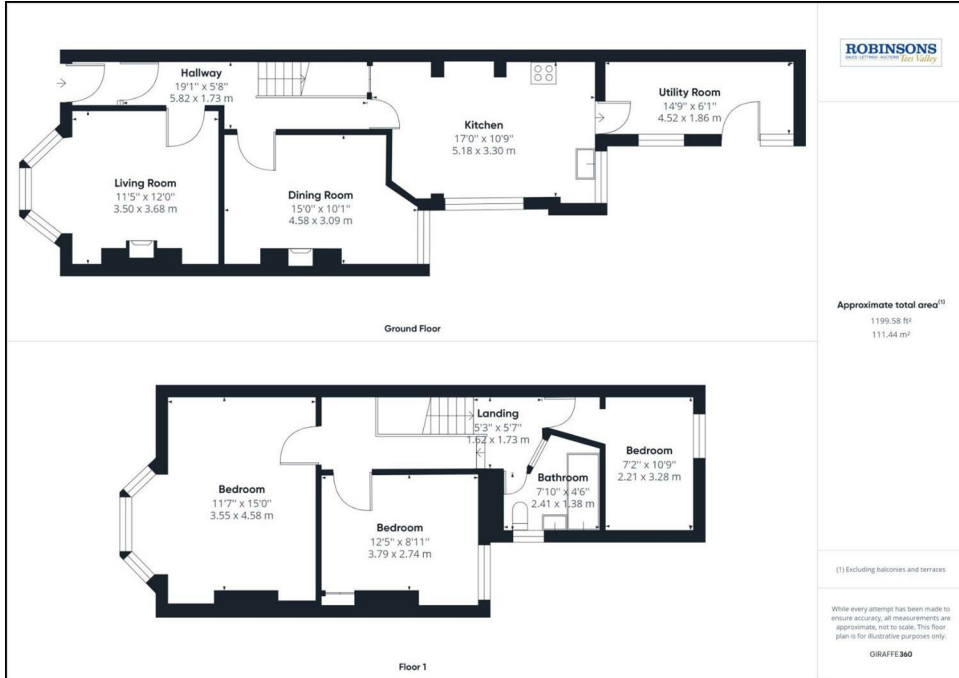 Hallway
19'1" x 5'8"
5.82 x 1.73 m
Living Room
11'5" x 12'0"
3.50 x 3.68 m
Dining Room
15'0" x 10'1"
4.58 x 3.09 m
Kitchen
17'0" x 10'9"
5.18 x 3.30 m
Utility Room
14'9" x 6'1"
4.52 x 1.86 m
Ground Floor
Landing
5'3" x 5'7"
1.62 x 1.73 m
Bedroom
11'7" x 15'0"
3.55 x 4.58 m
Bedroom
12'5" x 8'11"
3.79 x 2.74 m
Bathroom
7'10" x 4'6"
2.41 x 1.38 m
Bedroom
7'2" x 10'9"
2.21 x 3.28 m
Floor 1
ROBINSONS
SALES • LETTINGS • AUCTIONS Tees Valley
Approximate total area(1)
1199.58 ft²
111.44 m²
(1) Excluding balconies and terraces
While every attempt has been made to
ensure accuracy, all measurements are
approximate, not to scale. This floor
plan is for illustrative purposes only.
GIRAFFE360